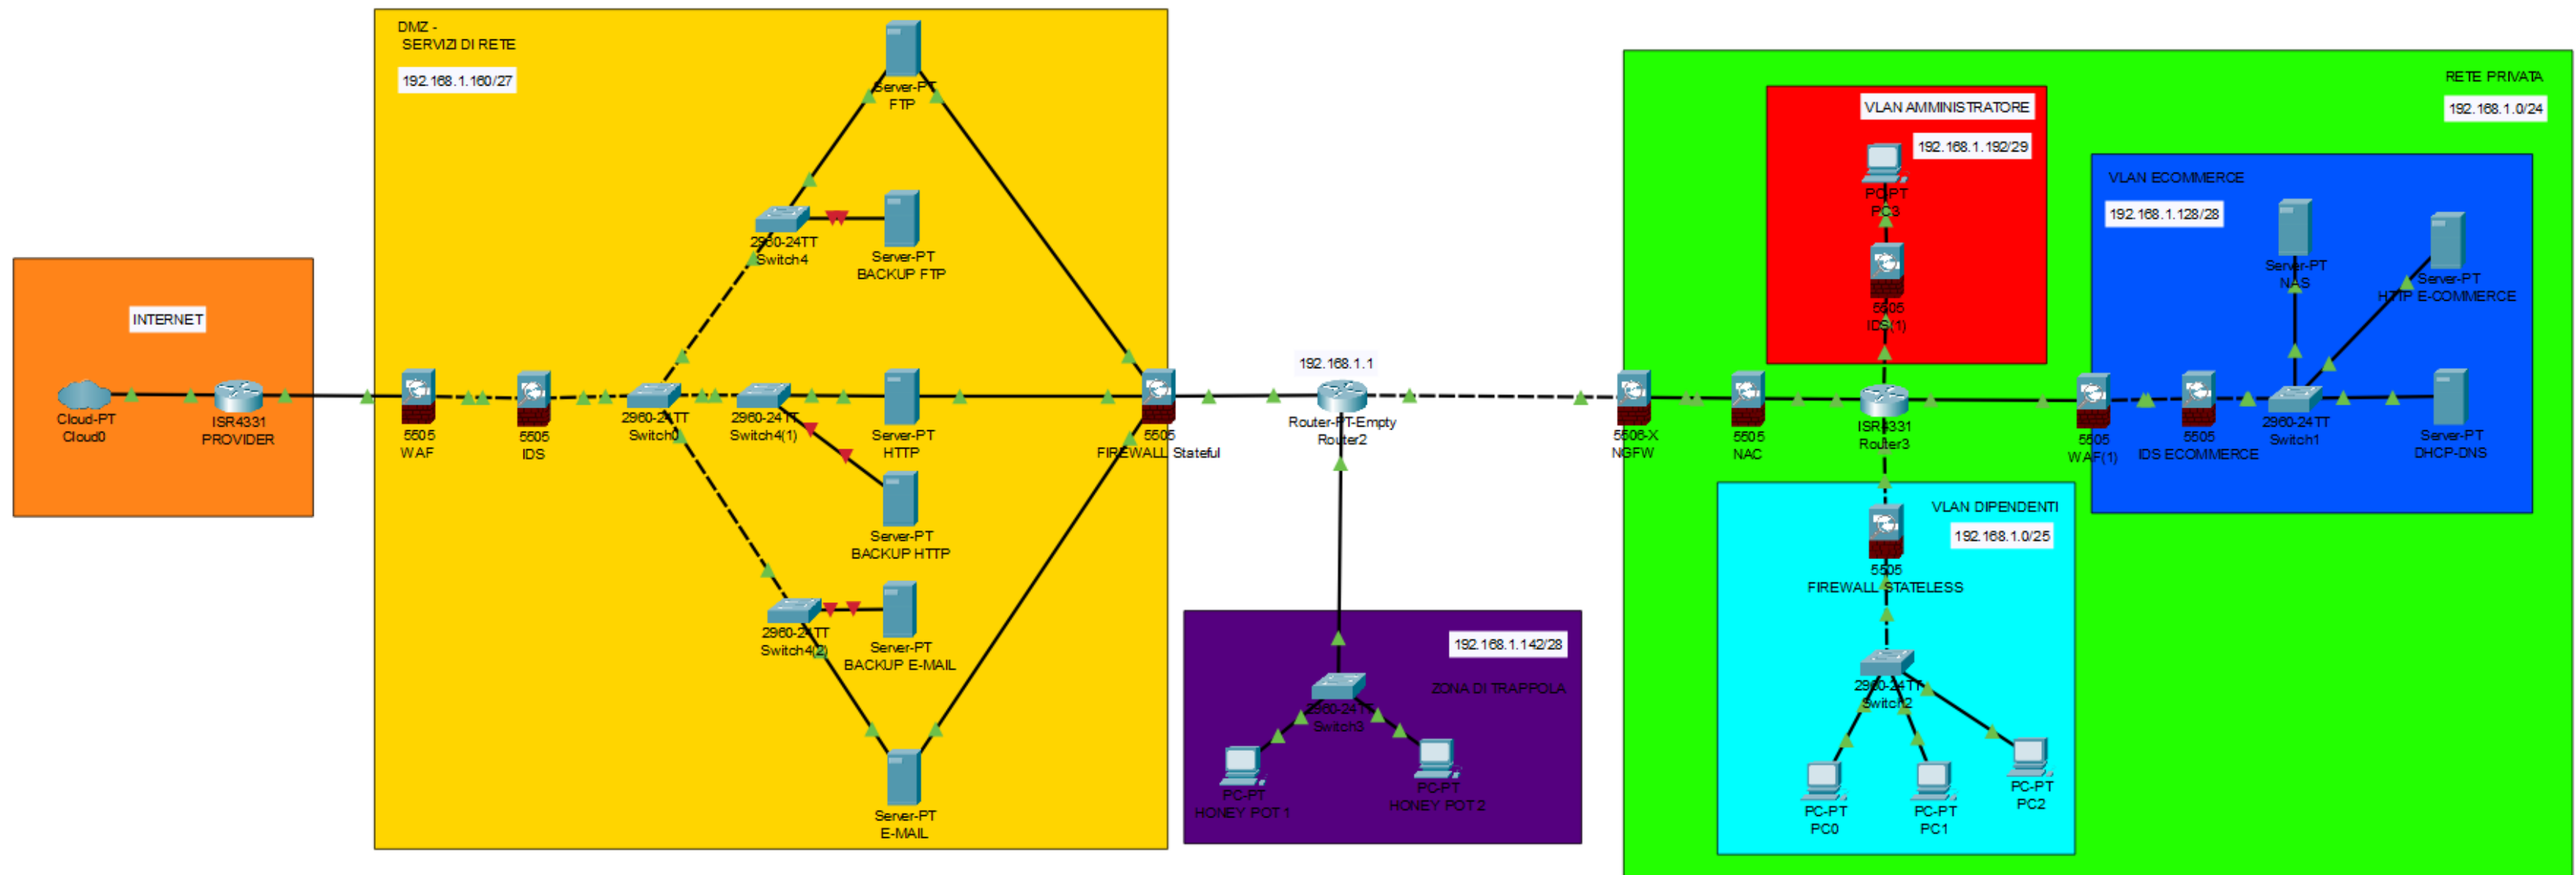 INTERNET
Cloud-PT
Cloud0
ISR4331
PROVIDER
DMZ -
SERVIZI DI RETE
192.168.1.160/27
5505
WAF
5505
IDS
2960-24TT
Switch0
2960-24TT
Switch4
2960-24TT
Switch4(1)
2960-24TT
Switch4(2)
Server-PT
FTP
Server-PT
BACKUP FTP
Server-PT
HTTP
Server-PT
BACKUP HTTP
Server-PT
BACKUP E-MAIL
Server-PT
E-MAIL
5505
FIREWALL Stateful
192.168.1.1
Router-PT-Empty
Router2
192.168.1.142/28
ZONA DI TRAPPOLA
2960-24TT
Switch3
PC-PT
HONEY POT 1
PC-PT
HONEY POT 2
RETE PRIVATA
192.168.1.0/24
5506-X
NGFW
5505
NAC
ISR4331
Router3
VLAN AMMINISTRATORE
192.168.1.192/29
PC-PT
PC3
5505
IDS(1)
VLAN ECOMMERCE
192.168.1.128/28
Server-PT
NAS
Server-PT
HTTP E-COMMERCE
5505
WAF(1)
5505
IDS ECOMMERCE
2960-24TT
Switch1
Server-PT
DHCP-DNS
VLAN DIPENDENTI
192.168.1.0/25
5505
FIREWALL STATELESS
2960-24TT
Switch2
PC-PT
PC0
PC-PT
PC1
PC-PT
PC2